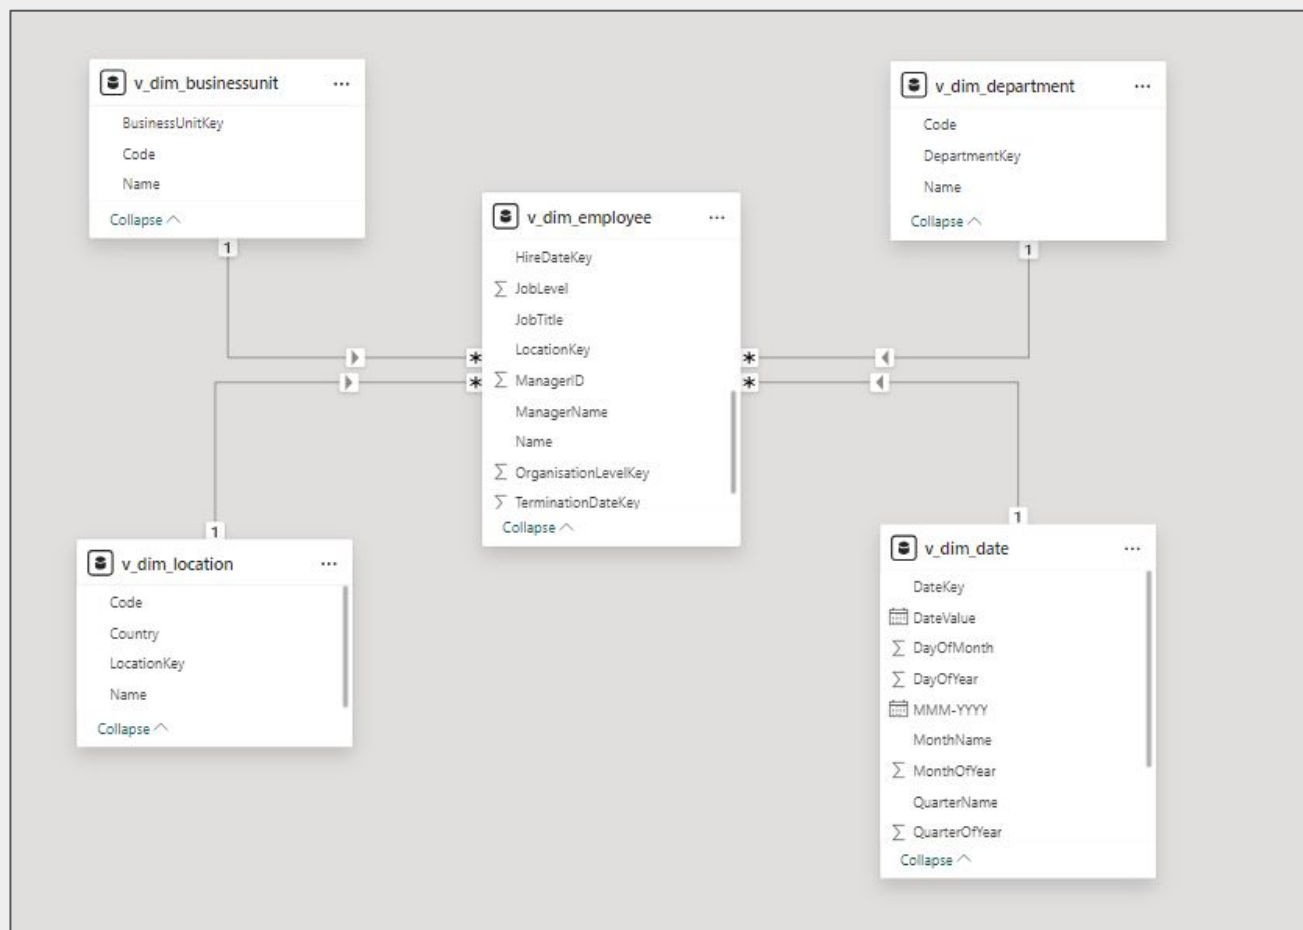 v_dim_businessunit ...
BusinessUnitKey
Code
Name
Collapse
1
v_dim_department ...
Code
DepartmentKey
Name
Collapse
1
v_dim_employee ...
HireDateKey
∑ JobLevel
JobTitle
LocationKey
∑ ManagerID
ManagerName
Name
∑ OrganisationLevelKey
∑ TerminationDateKey
Collapse
*
*
*
*
1
v_dim_location ...
Code
Country
LocationKey
Name
Collapse
1
v_dim_date ...
DateKey
DateValue
∑ DayOfMonth
∑ DayOfYear
MMM-YYYY
MonthName
∑ MonthOfYear
QuarterName
∑ QuarterOfYear
Collapse